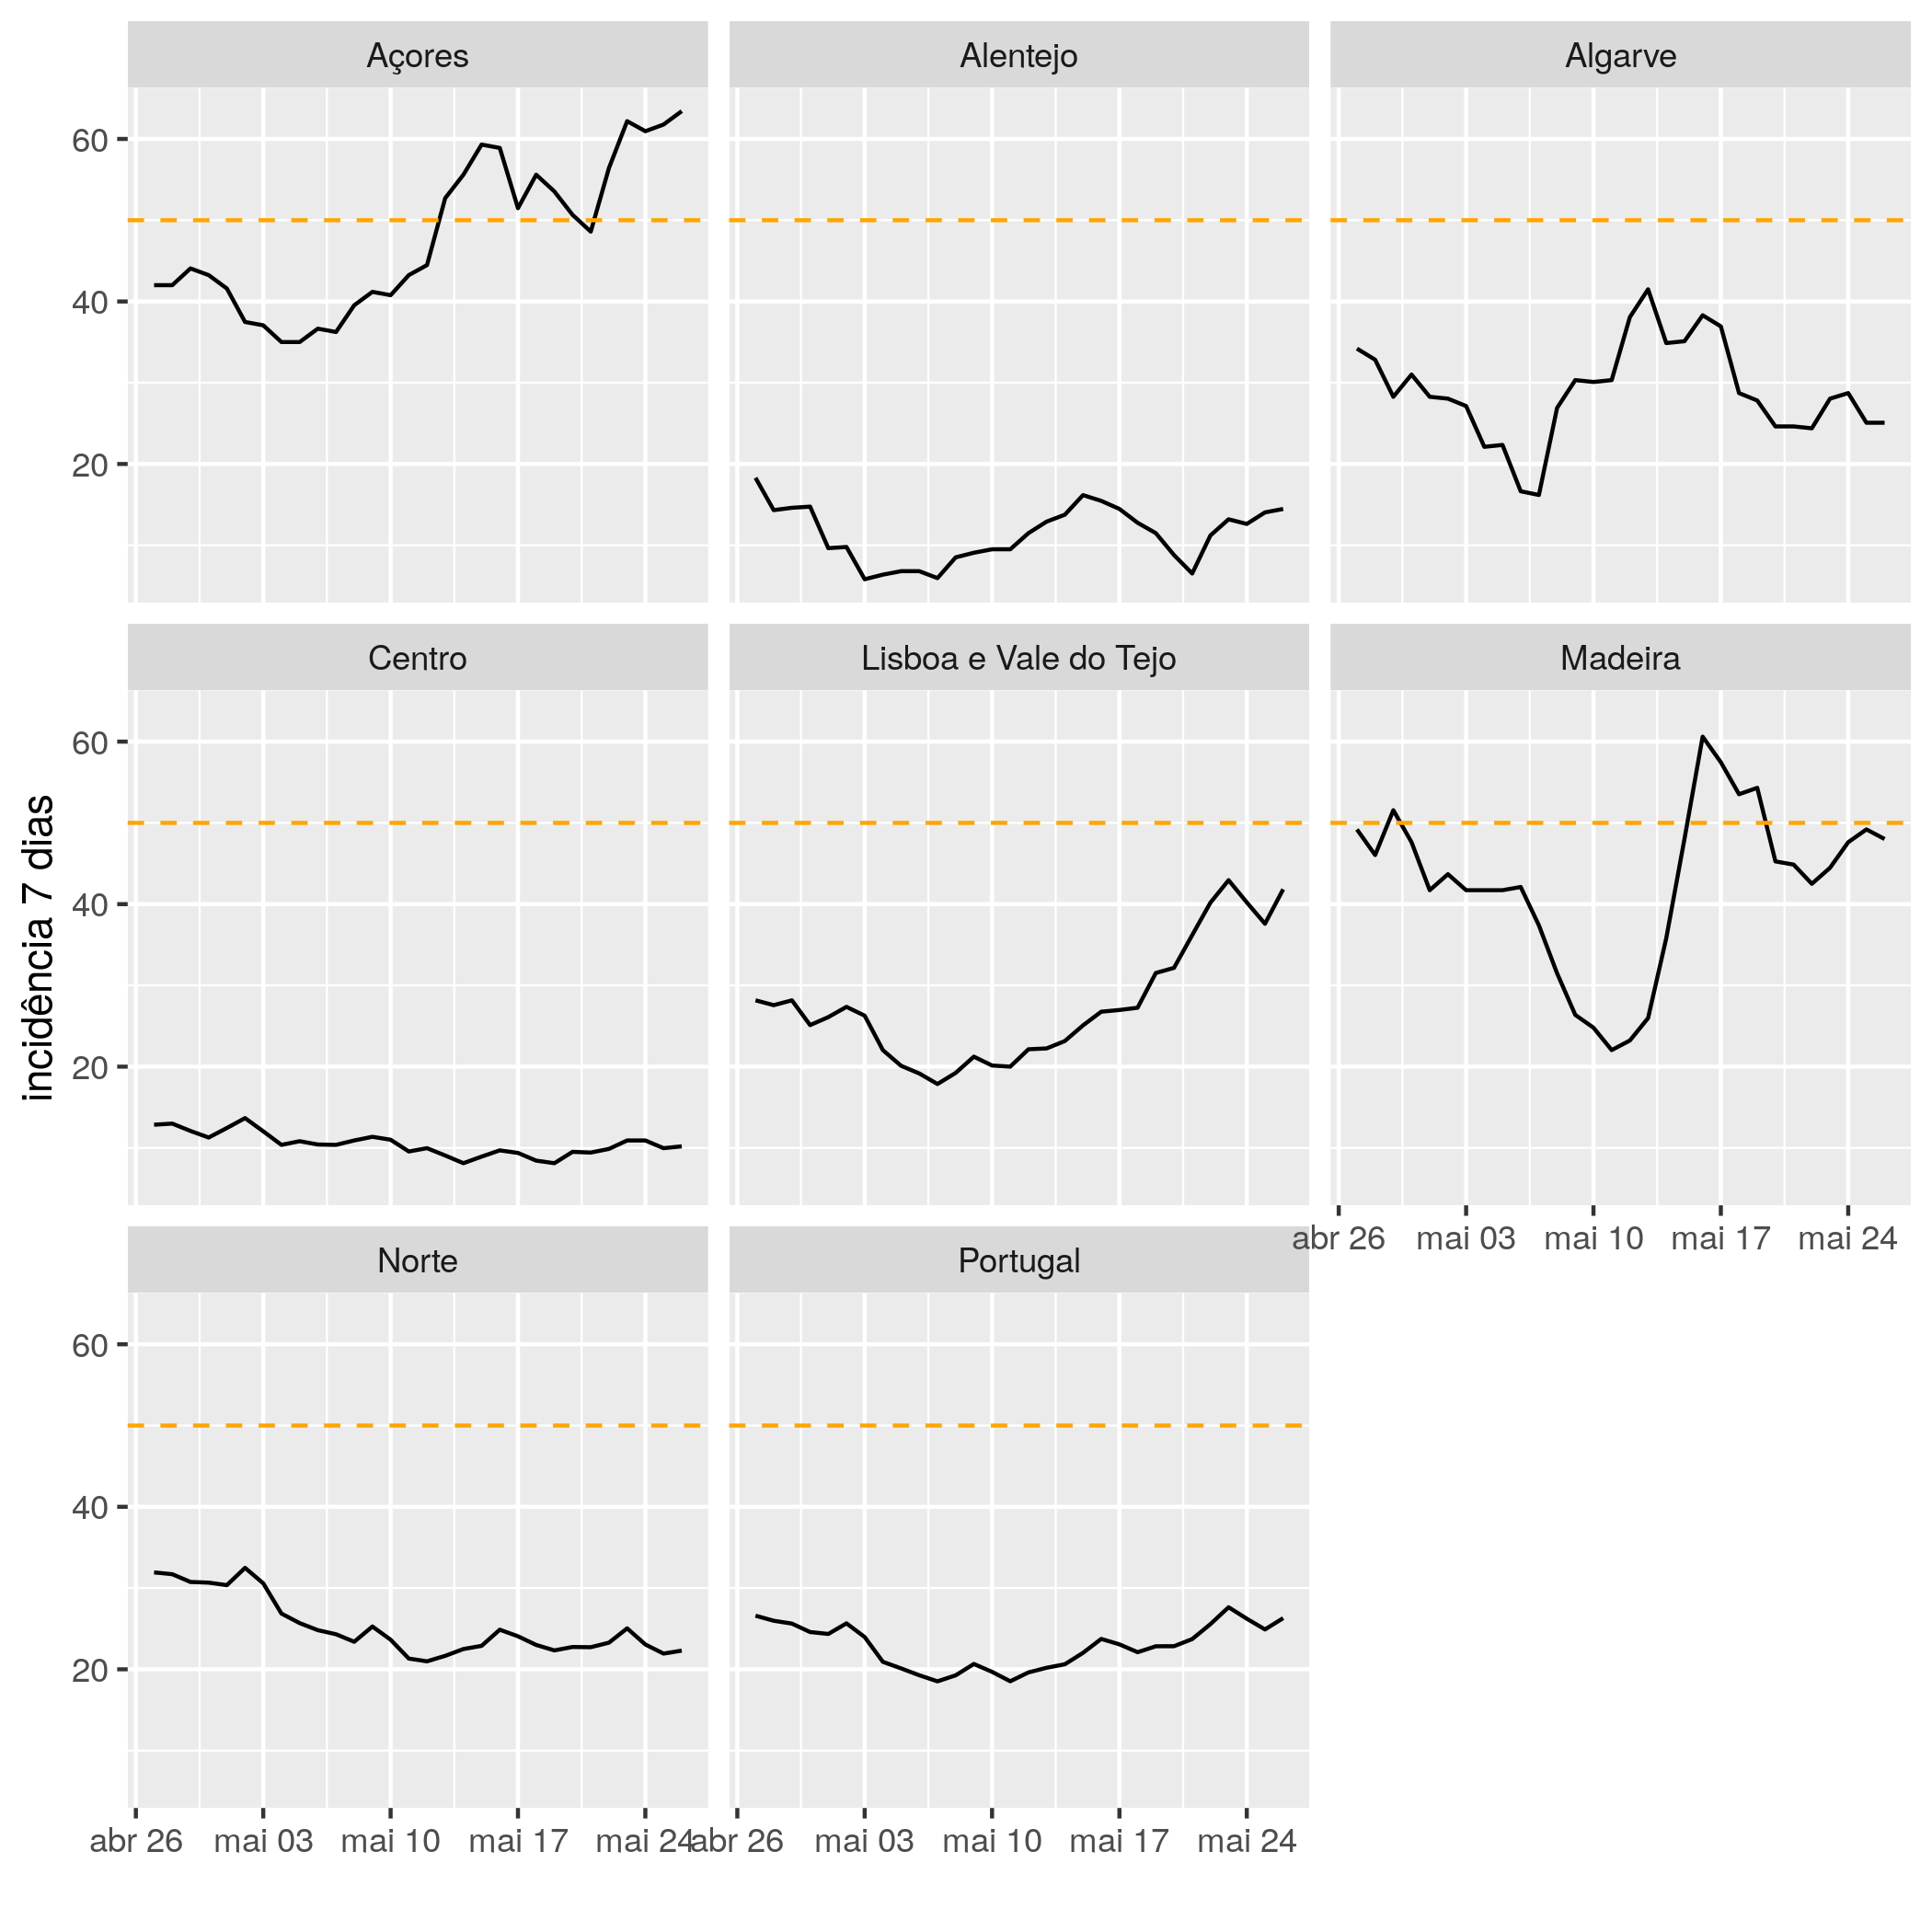 Açores
Alentejo
Algarve
60
40
20
Centro
Lisboa e Vale do Tejo
Madeira
incidência 7 dias
60
40
20
abr 26 mai 03 mai 10 mai 17 mai 24
Norte
Portugal
60
40
20
abr 26 mai 03 mai 10 mai 17 mai 24
abr 26 mai 03 mai 10 mai 17 mai 24